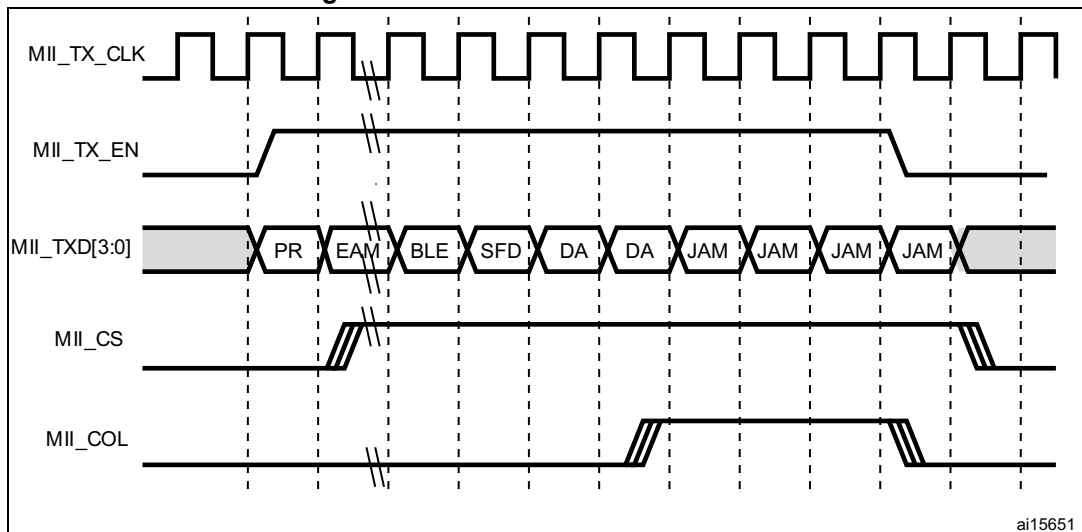 MII_TX_CLK
MII_TX_EN
MII_TXD[3:0] PR EAM BLE SFD DA DA JAM JAM JAM JAM
MII_CS
MII_COL
ai15651